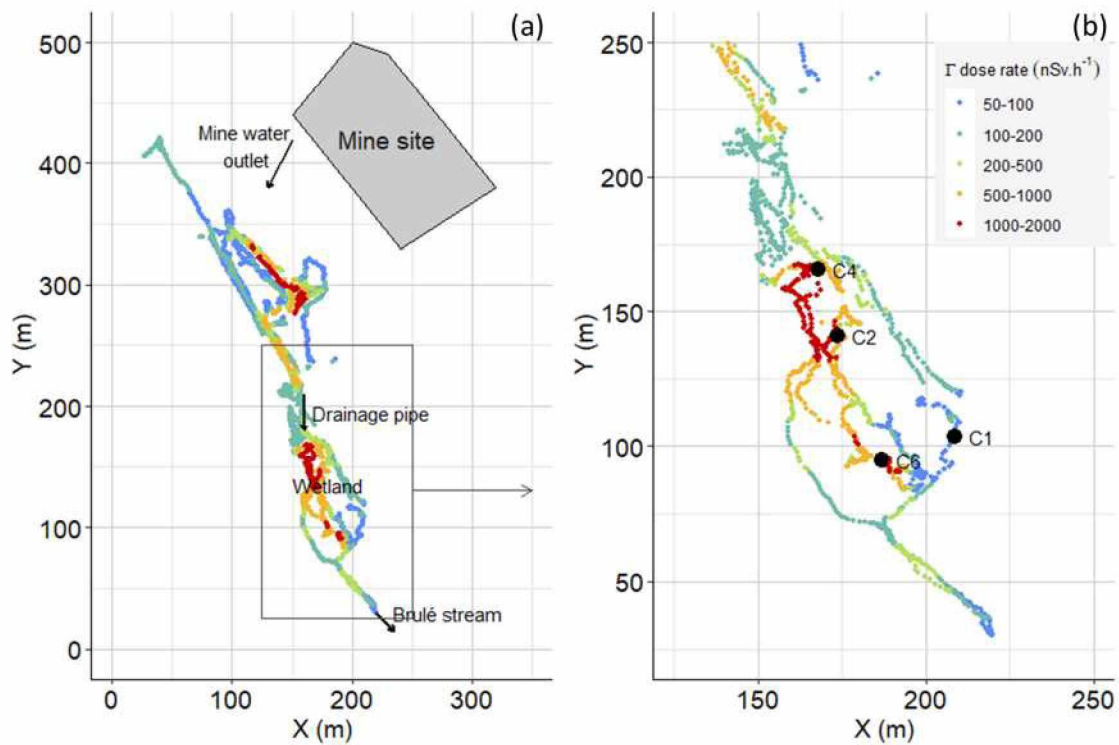 (a)
500
400
300
200
100
0
Y (m)
0
100
200
300
X (m)
Mine site
Mine water
outlet
Drainage pipe
Wetland
Brulé stream
(b)
250
200
150
100
50
Y (m)
150
200
250
X (m)
Γ dose rate (nSv.h⁻¹)
50-100
100-200
200-500
500-1000
1000-2000
C4
C2
C1
C6